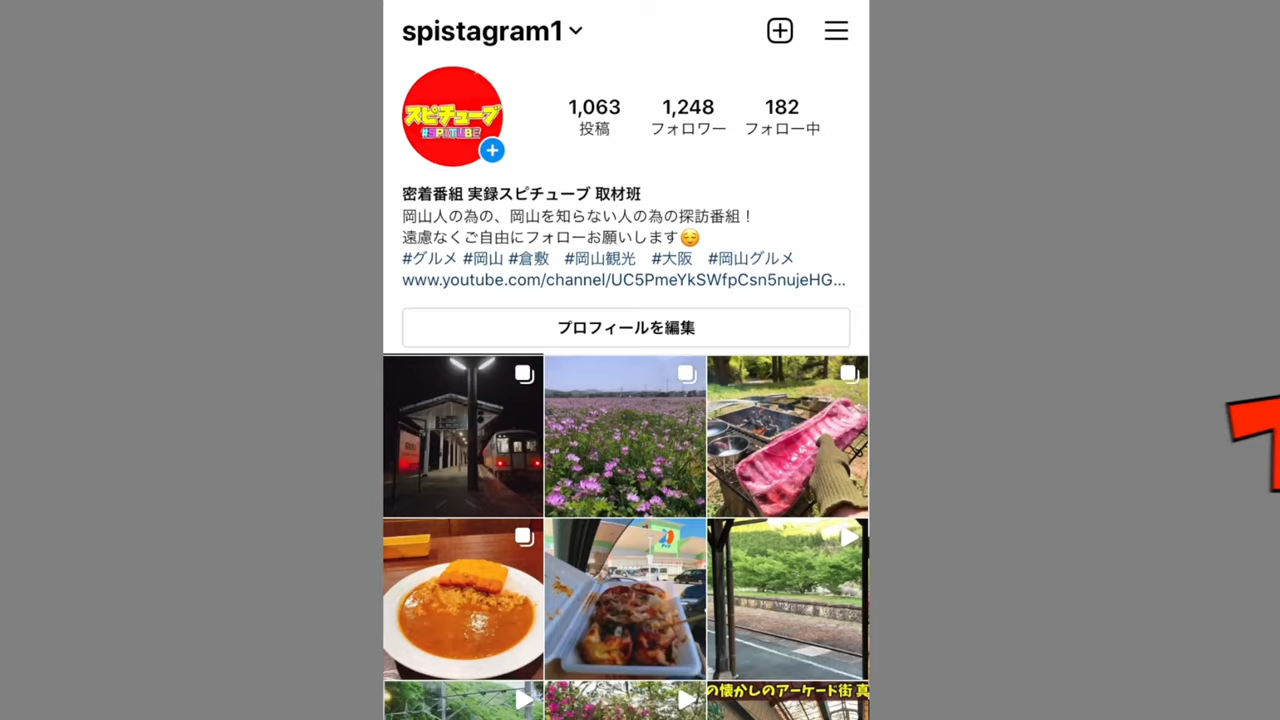 spistagram1
スピチューブ
#SPITUBE
1,063
投稿
1,248
フォロワー
182
フォロー中
密着番組 実録スピチューブ 取材班
岡山人の為の、岡山を知らない人の為の探訪番組！
遠慮なくご自由にフォローお願いします😌
#グルメ #岡山 #倉敷　#岡山観光　#大阪　#岡山グルメ
www.youtube.com/channel/UC5PmeYkSWfpCsn5nujeHG...
プロフィールを編集
の懐かしのアーケード街 真